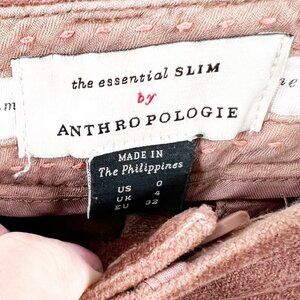 the essential SLIM
by
ANTHROPOLOGIE
MADE IN
The Philippines
US 0
UK 4
EU 32